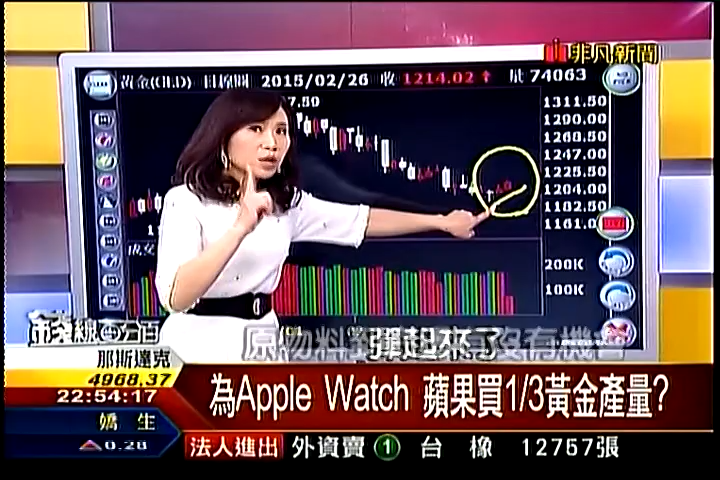 非凡新聞
黃金(GLD) 日線圖 2015/02/26 收 1214.02 量 74063
1311.50
1290.00
1268.50
1247.00
1225.50
1204.00
1182.50
1161.0
200K
100K
彈起來了
那斯達克
4968.37
22:54:17
嬌生
0.28
為Apple Watch 蘋果買1/3黃金產量?
法人進出 外資賣 1 台橡 12757張